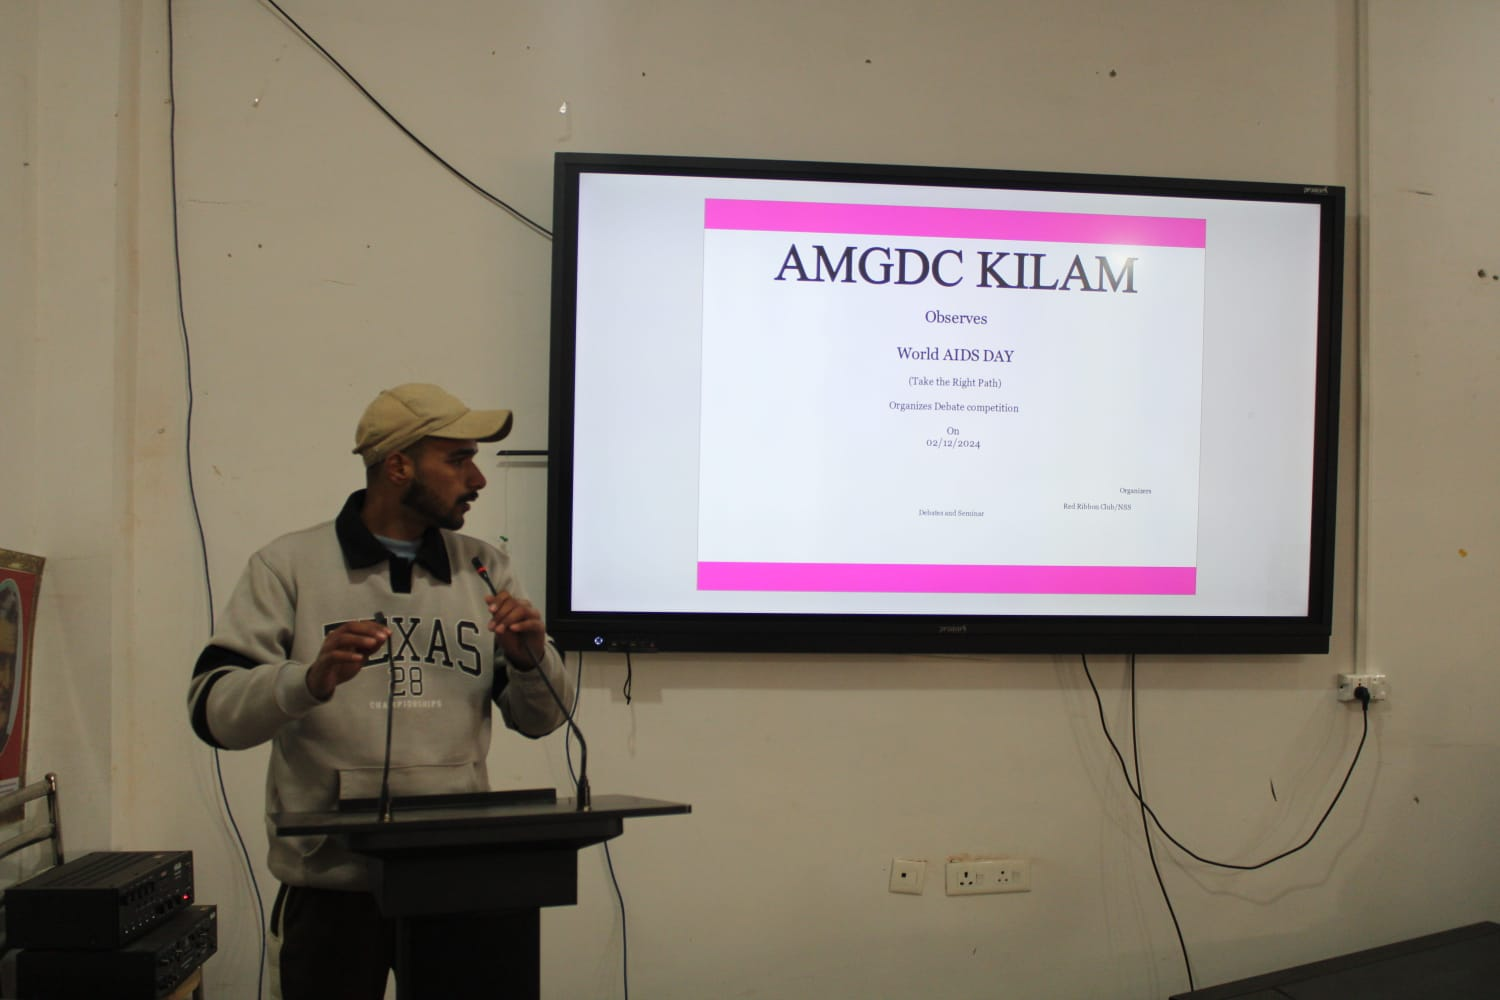 AMGDC KILAM
Observes
World AIDS DAY
(Take the Right Path)
Organizes Debate competition
On
02/12/2024
Organizers
Debates and Seminar
Red Ribbon Club/NSS
TEXAS
28
CHAMPIONSHIPS